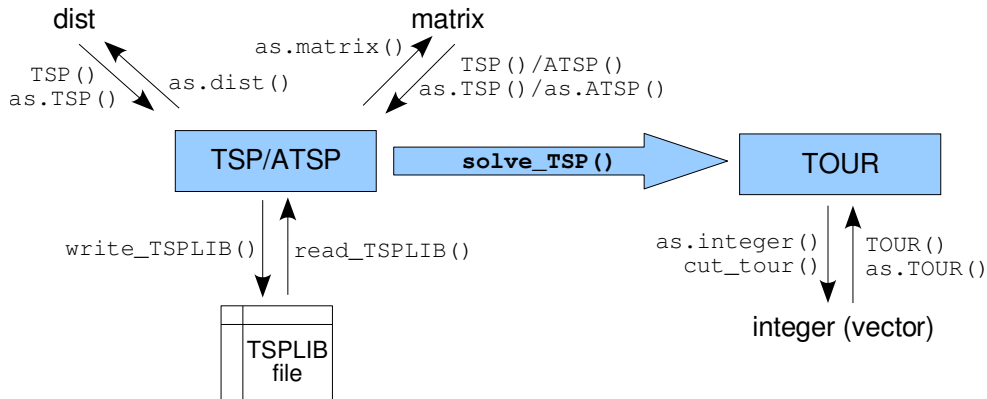 dist
matrix
as.matrix()
TSP()
as.TSP()
as.dist()
TSP()/ATSP()
as.TSP()/as.ATSP()
TSP/ATSP
solve_TSP()
TOUR
write_TSPLIB()
read_TSPLIB()
as.integer()
cut_tour()
TOUR()
as.TOUR()
integer (vector)
TSPLIB
file